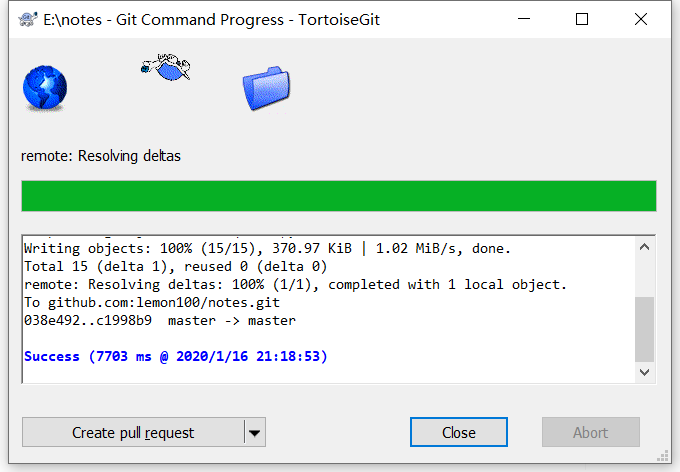 E:\notes - Git Command Progress - TortoiseGit
remote: Resolving deltas
Writing objects: 100% (15/15), 370.97 KiB | 1.02 MiB/s, done.
Total 15 (delta 1), reused 0 (delta 0)
remote: Resolving deltas: 100% (1/1), completed with 1 local object.
To github.com:lemon100/notes.git
038e492..c1998b9  master -> master
Success (7703 ms @ 2020/1/16 21:18:53)
Create pull request
Close
Abort